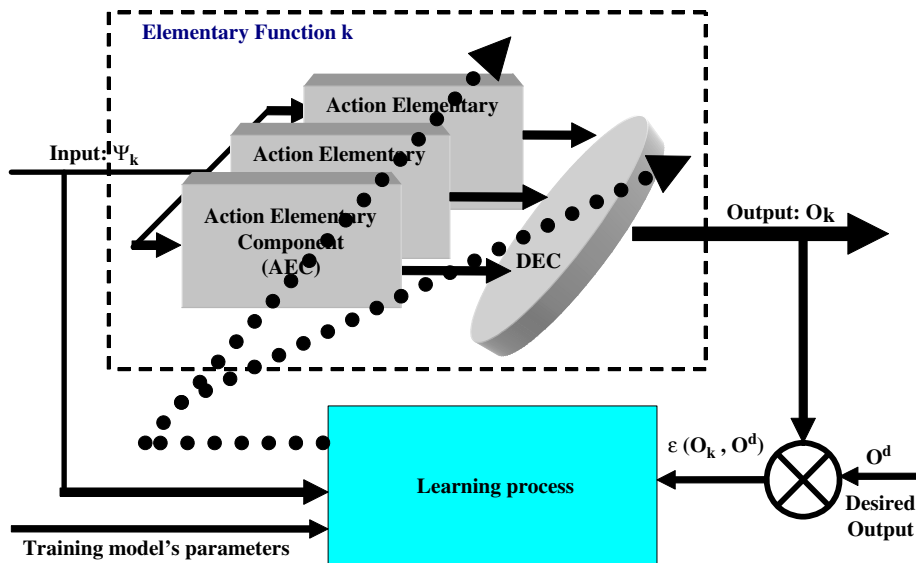 Elementary Function k
Action Elementary
Action Elementary
Action Elementary
Component
(AEC)
Input: Ψk
DEC
Output: Ok
Learning process
ε (Ok , Od)
Od
Desired
Output
Training model's parameters